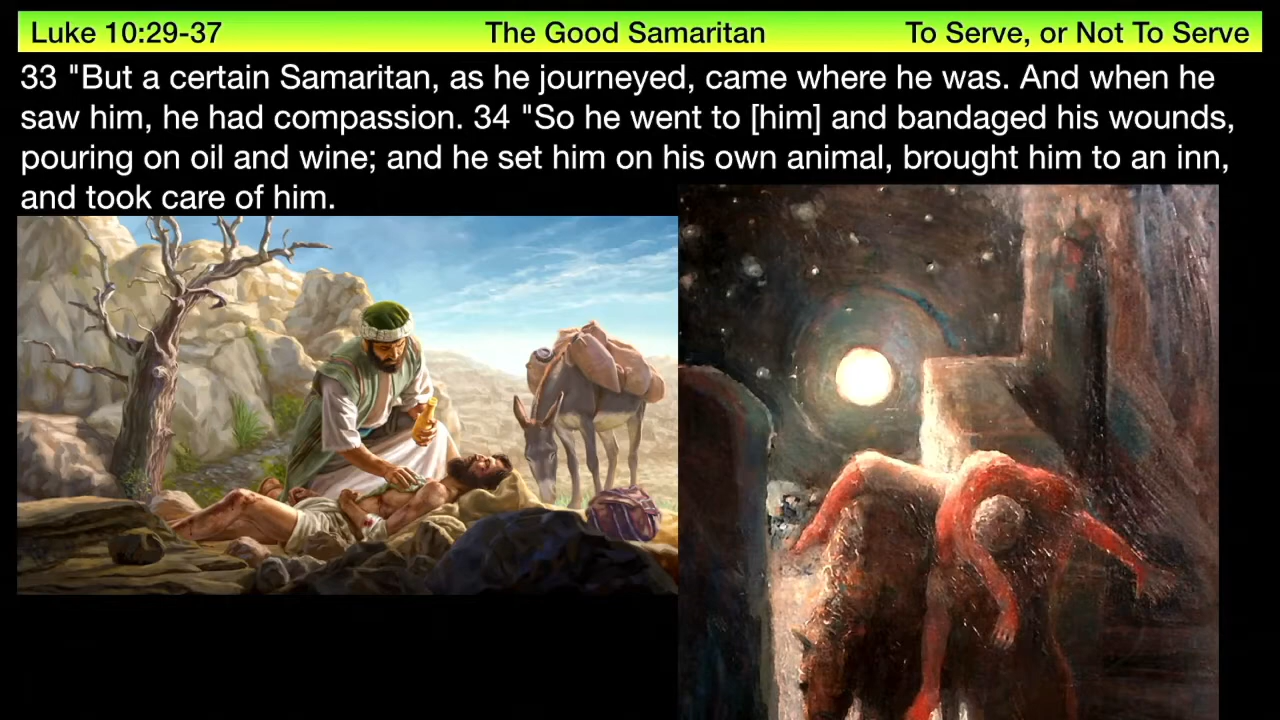 Luke 10:29-37 The Good Samaritan To Serve, or Not To Serve
33 "But a certain Samaritan, as he journeyed, came where he was. And when he
saw him, he had compassion. 34 "So he went to [him] and bandaged his wounds,
pouring on oil and wine; and he set him on his own animal, brought him to an inn,
and took care of him.